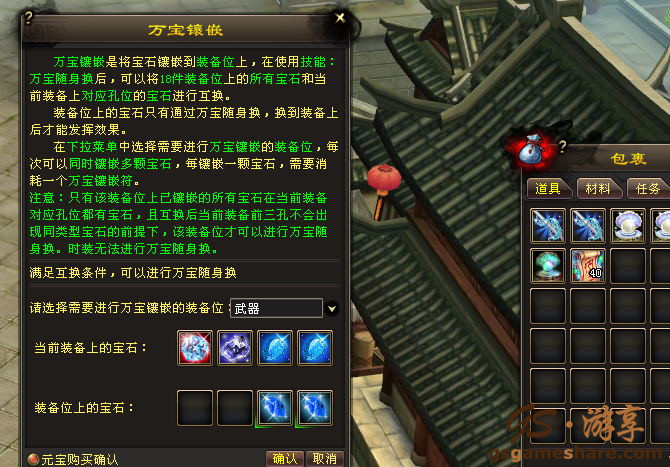 万宝镶嵌
万宝镶嵌是将宝石镶嵌到装备位上，在使用技能：
万宝随身换后，可以将18件装备位上的所有宝石和当
前装备上对应孔位的宝石进行互换。
装备位上的宝石只有通过万宝随身换，换到装备上
后才能发挥效果。
在下拉菜单中选择需要进行万宝镶嵌的装备位，每
次可以同时镶嵌多颗宝石，每镶嵌一颗宝石，需要消
耗一个万宝镶嵌符。
注意：只有该装备位上已镶嵌的所有宝石在当前装备
对应孔位都有宝石，且互换后当前装备前三孔不会出
现同类型宝石的前提下，该装备位才可以进行万宝随
身换。时装无法进行万宝随身换。
满足互换条件，可以进行万宝随身换
请选择需要进行万宝镶嵌的装备位：武器
当前装备上的宝石：
装备位上的宝石：
元宝购买确认 确认 取消
包裹
道具 材料 任务
40
GS·游享
gsgameshare.com